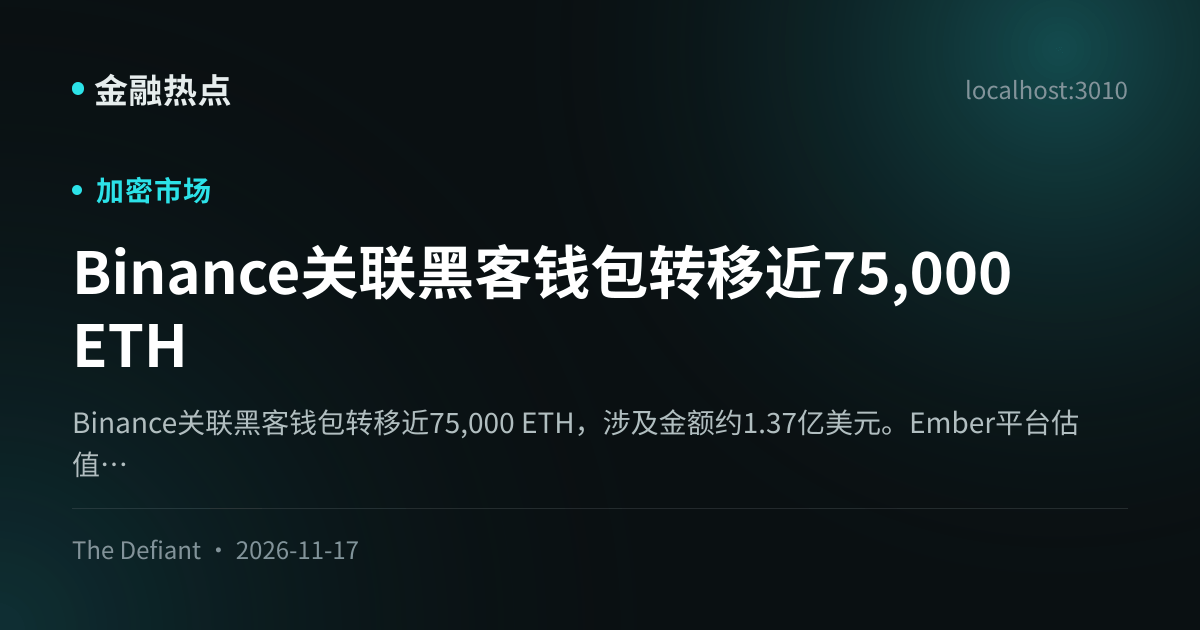 金融热点
localhost:3010
加密市场
Binance关联黑客钱包转移近75,000
ETH
Binance关联黑客钱包转移近75,000 ETH，涉及金额约1.37亿美元。Ember平台估
值…
The Defiant · 2026-11-17